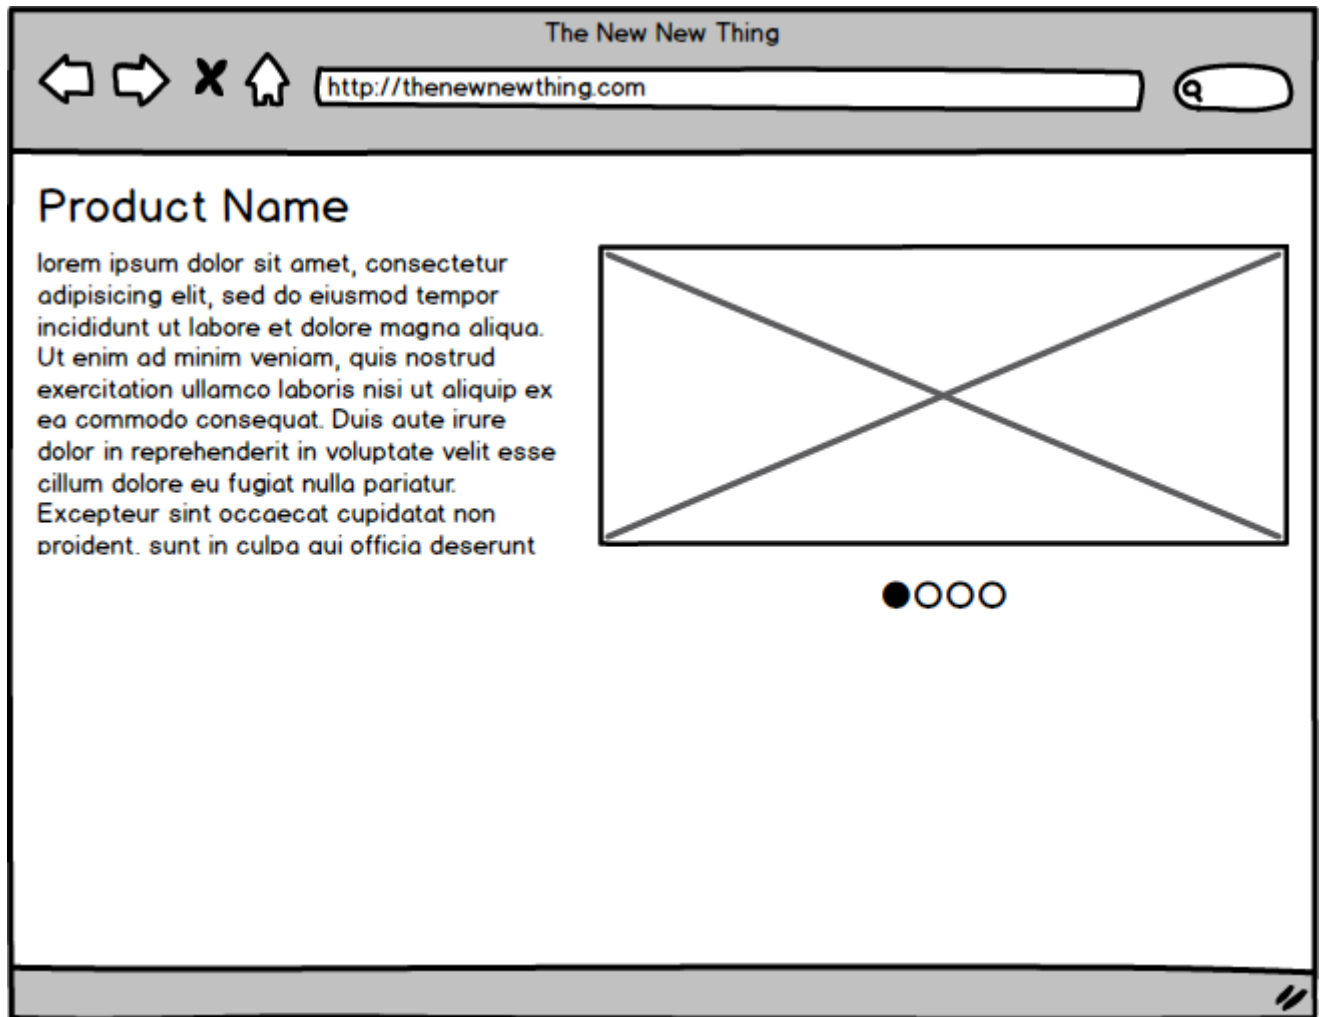 The New New Thing
http://thenewnewthing.com
Product Name
lorem ipsum dolor sit amet, consectetur
adipisicing elit, sed do eiusmod tempor
incididunt ut labore et dolore magna aliqua.
Ut enim ad minim veniam, quis nostrud
exercitation ullamco laboris nisi ut aliquip ex
ea commodo consequat. Duis aute irure
dolor in reprehenderit in voluptate velit esse
cillum dolore eu fugiat nulla pariatur.
Excepteur sint occaecat cupidatat non
proident, sunt in culpa qui officia deserunt